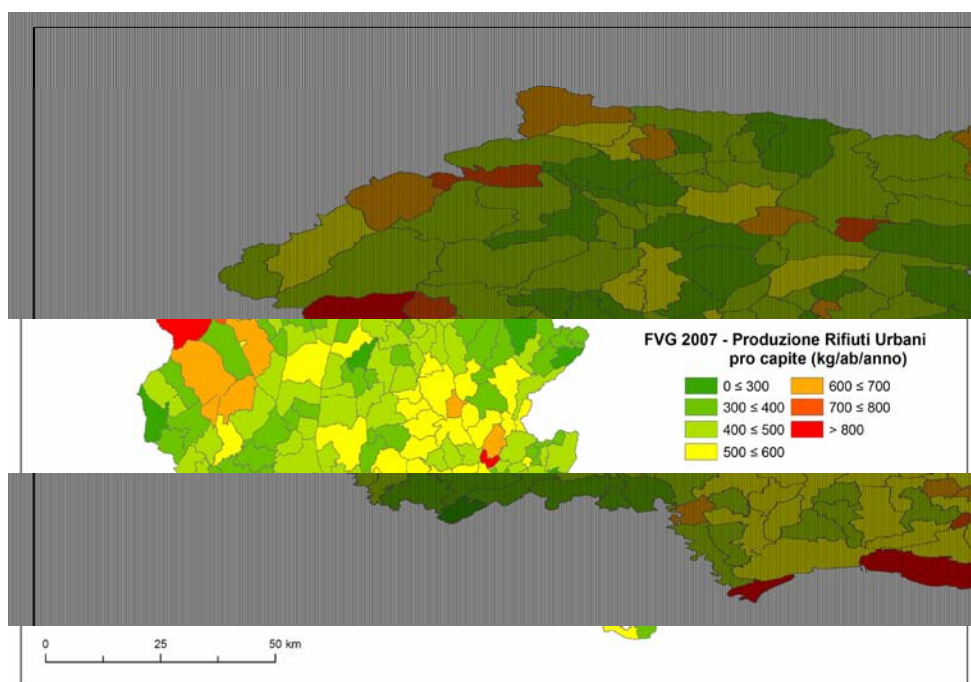 FVG 2007 - Produzione Rifiuti Urbani
pro capite (kg/ab/anno)
0 ≤ 300
300 ≤ 400
400 ≤ 500
500 ≤ 600
600 ≤ 700
700 ≤ 800
> 800
0 25 50 km